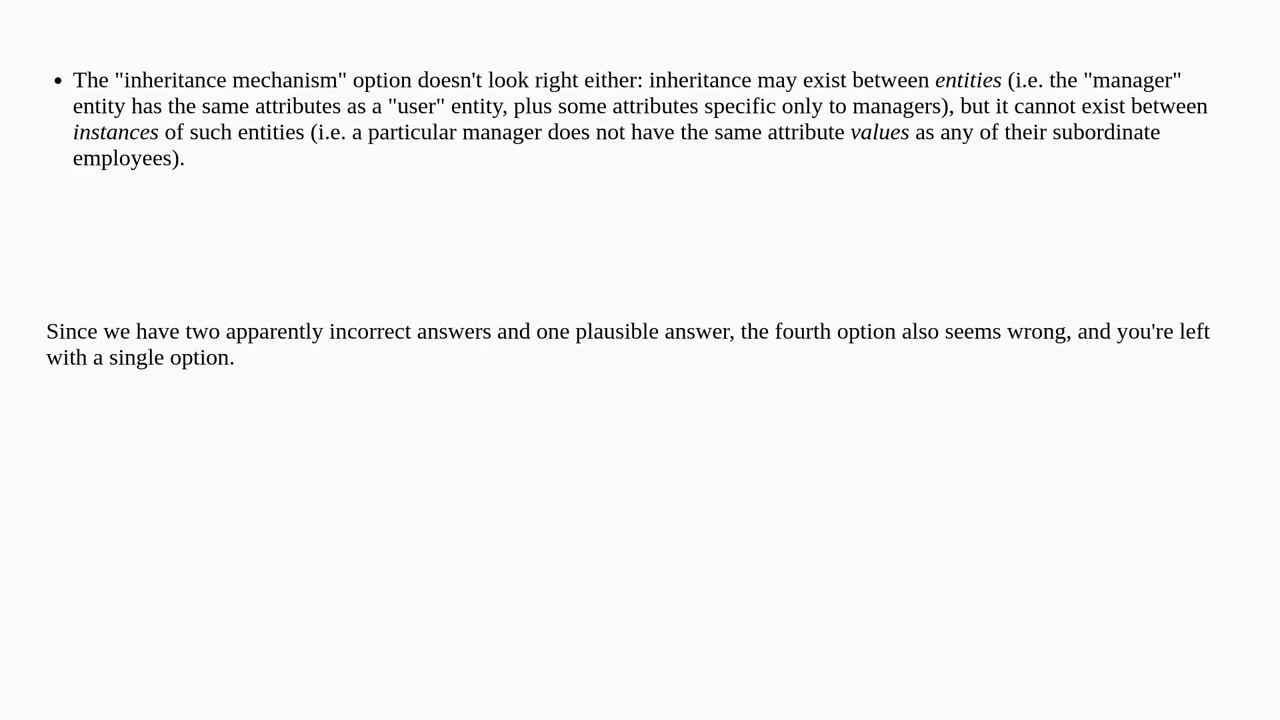 • The "inheritance mechanism" option doesn't look right either: inheritance may exist between entities (i.e. the "manager"
entity has the same attributes as a "user" entity, plus some attributes specific only to managers), but it cannot exist between
instances of such entities (i.e. a particular manager does not have the same attribute values as any of their subordinate
employees).
Since we have two apparently incorrect answers and one plausible answer, the fourth option also seems wrong, and you're left
with a single option.